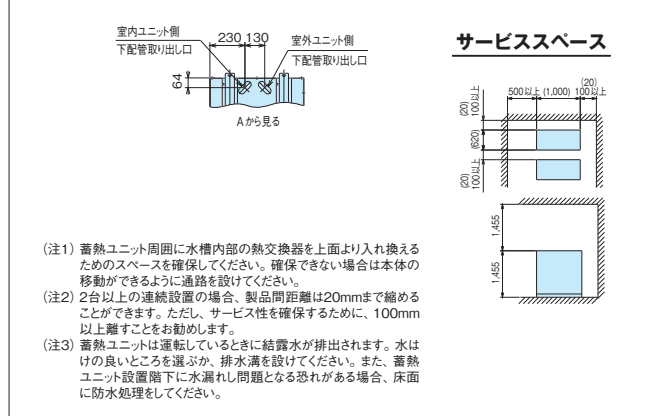 室内ユニット側
下配管取り出し口
230 130
室外ユニット側
下配管取り出し口
64
Aから見る
サービススペース
500以上 (1,000) (20)
100以上
(20)
100以上
(620)
(20)
100以上
1,455
1,455
(注1) 蓄熱ユニット周囲に水槽内部の熱交換器を上面より入れ換える
ためのスペースを確保してください。確保できない場合は本体の
移動ができるように通路を設けてください。
(注2) 2台以上の連続設置の場合、製品間距離は20mmまで縮める
ことができます。ただし、サービス性を確保するために、100mm
以上離すことをお勧めします。
(注3) 蓄熱ユニットは運転しているときに結露水が排出されます。水は
けの良いところを選ぶか、排水溝を設けてください。また、蓄熱
ユニット設置階下に水漏れし問題となる恐れがある場合、床面
に防水処理をしてください。